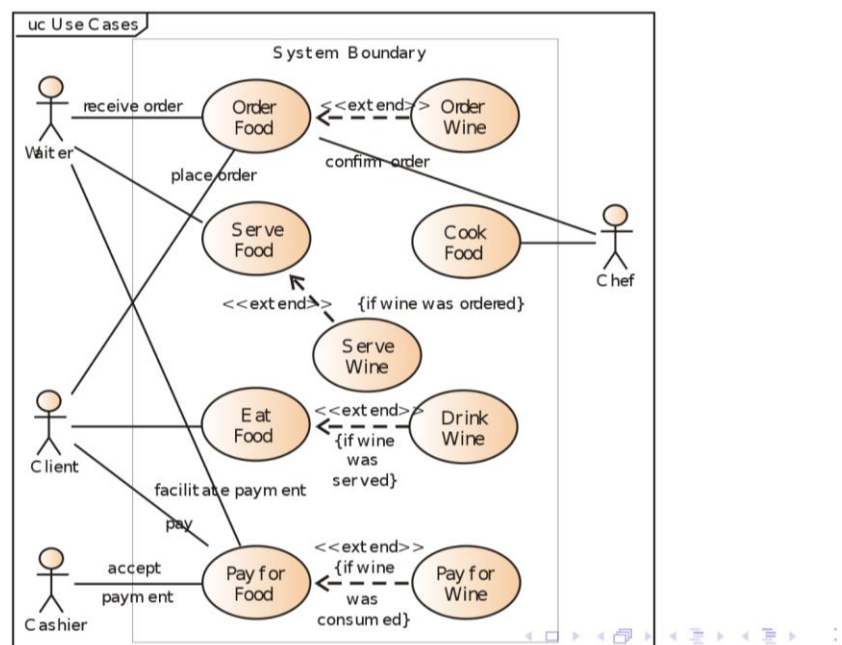 uc Use Cases
System Boundary
Waiter
receive order
Order
Food
<<extend>>
Order
Wine
place order
confirm order
Serve
Food
Cook
Food
Chef
<<extend>>
{if wine was ordered}
Serve
Wine
Client
Eat
Food
<<extend>>
{if wine
was
served}
Drink
Wine
facilitate payment
pay
Cashier
accept
payment
Pay for
Food
<<extend>>
{if wine
was
consumed}
Pay for
Wine